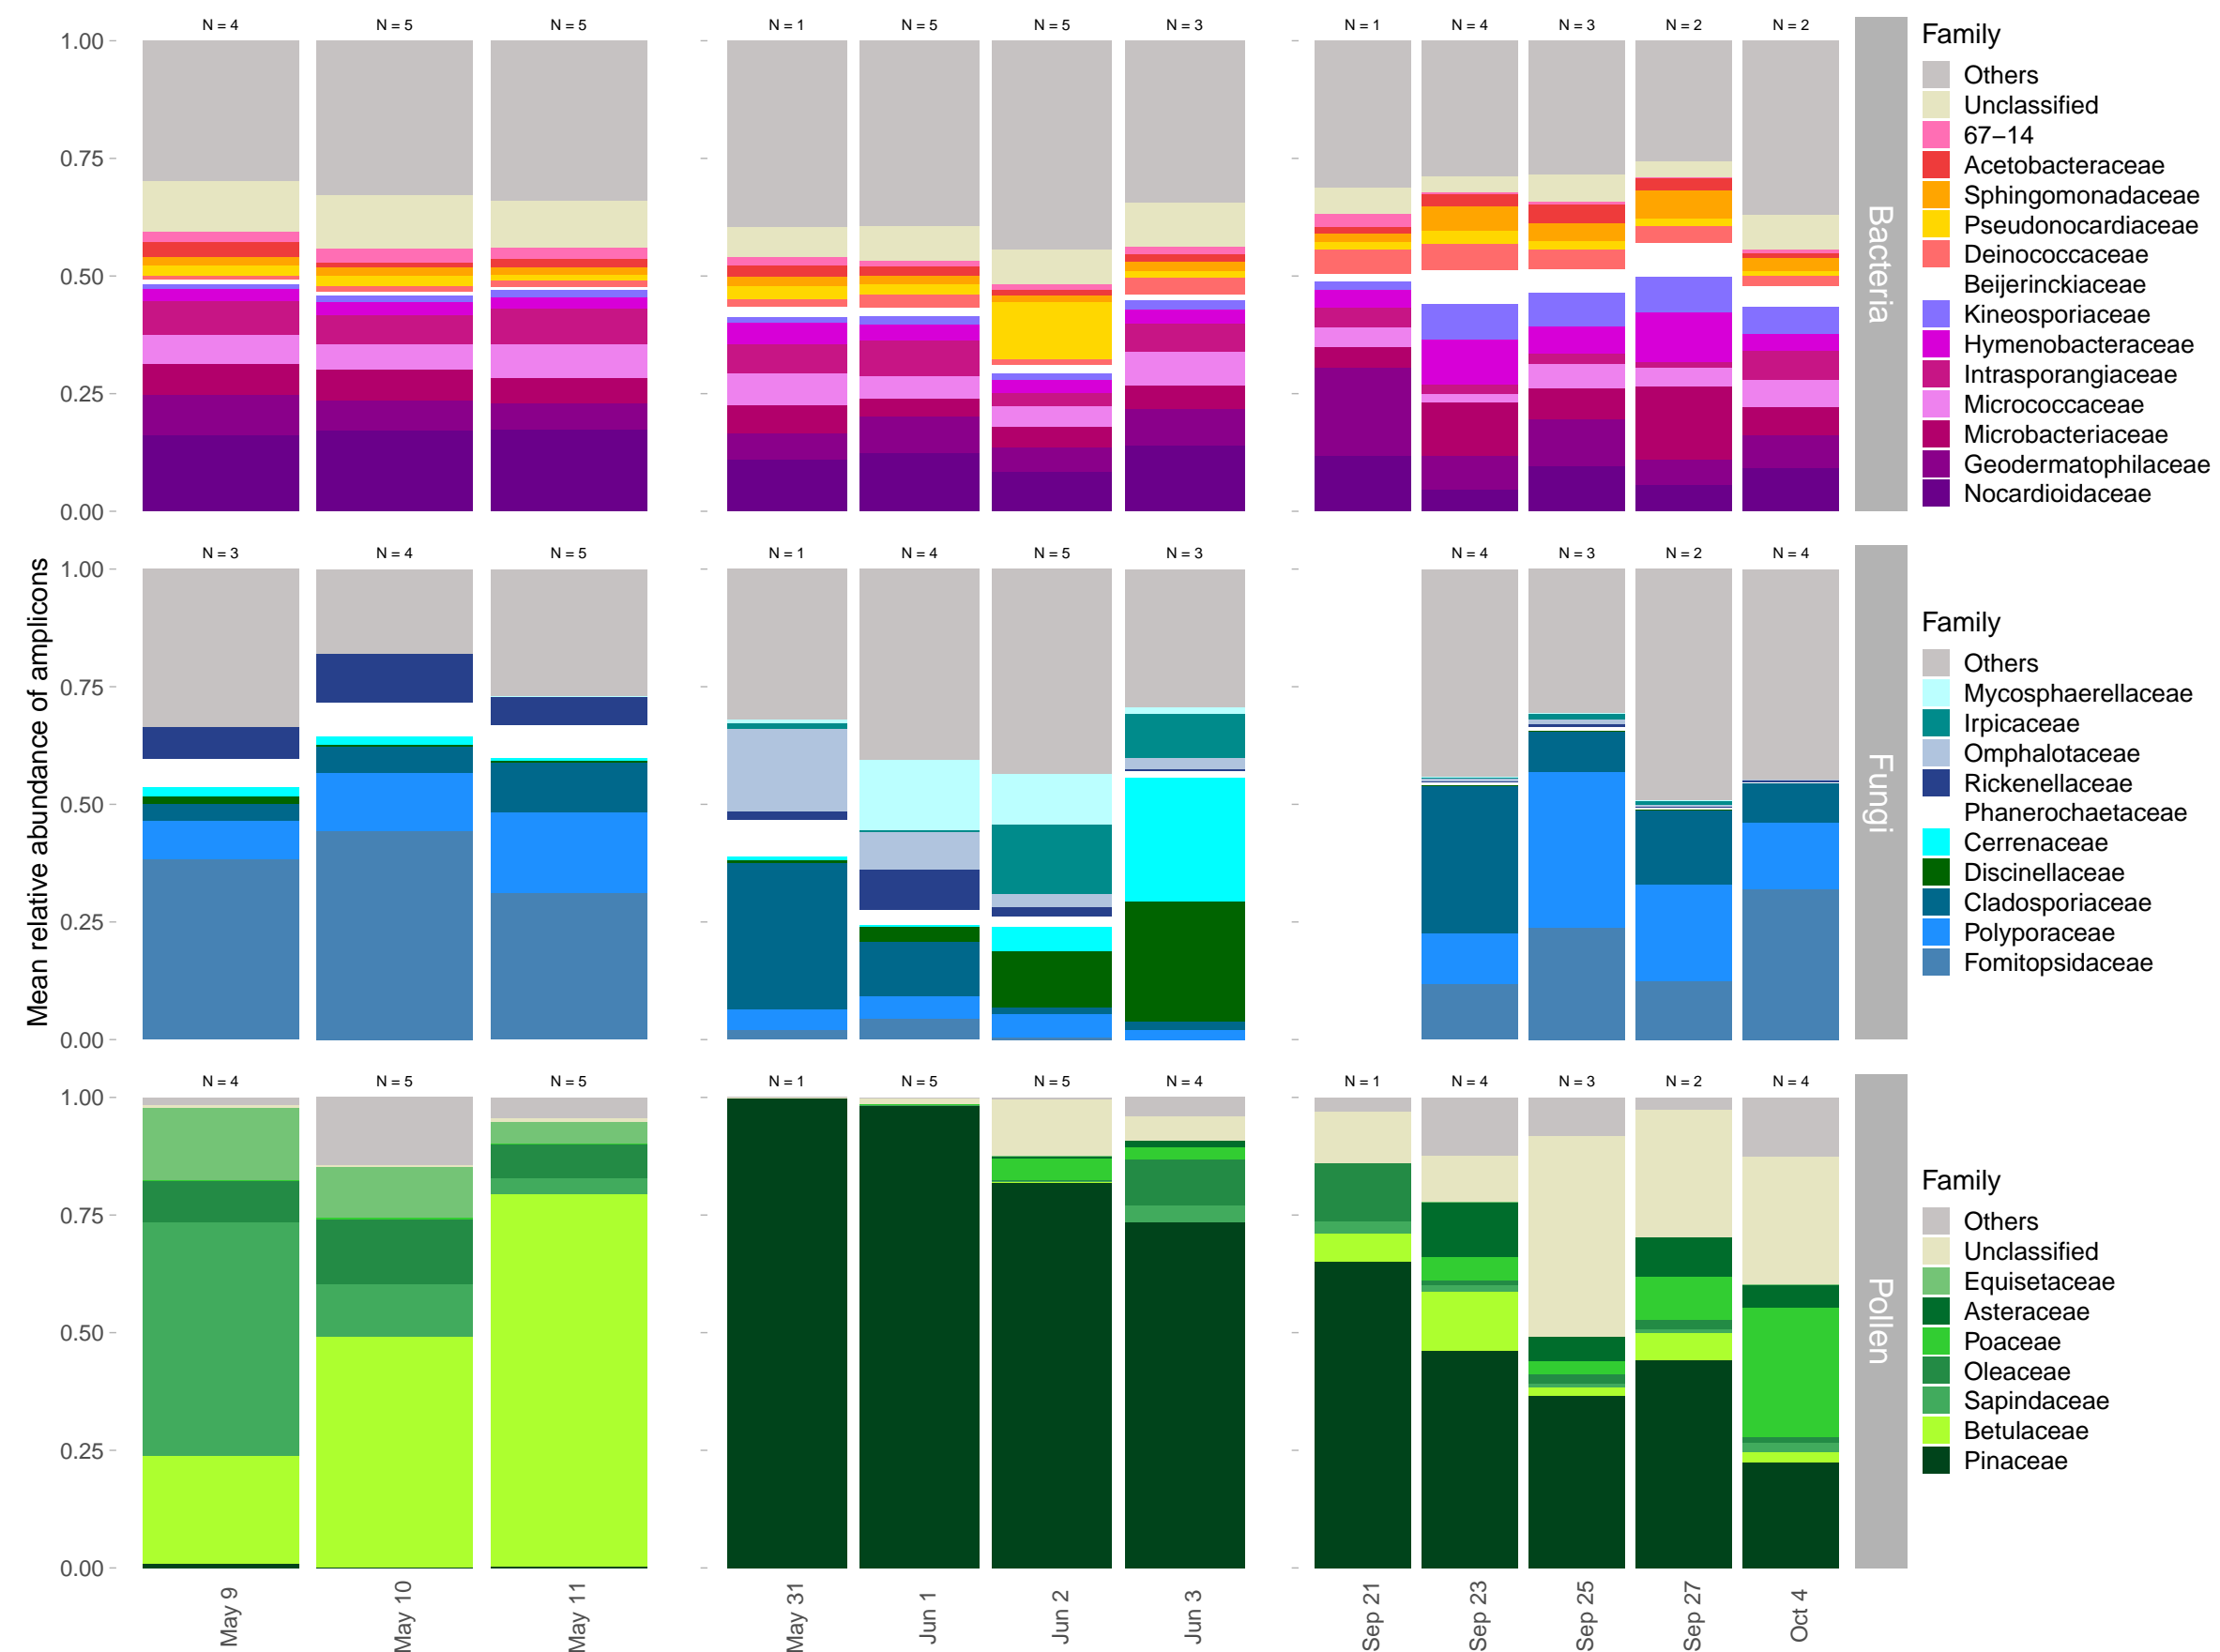 N = 4 N = 5 N = 5 N = 1 N = 5 N = 5 N = 3 N = 1 N = 4 N = 3 N = 2 N = 2
1.00
0.75
0.50
0.25
0.00
Bacteria
Family
Others
Unclassified
67−14
Acetobacteraceae
Sphingomonadaceae
Pseudonocardiaceae
Deinococcaceae
Beijerinckiaceae
Kineosporiaceae
Hymenobacteraceae
Intrasporangiaceae
Micrococcaceae
Microbacteriaceae
Geodermatophilaceae
Nocardioidaceae
Mean relative abundance of amplicons
N = 3 N = 4 N = 5 N = 1 N = 4 N = 5 N = 3 N = 4 N = 3 N = 2 N = 4
1.00
0.75
0.50
0.25
0.00
Fungi
Family
Others
Mycosphaerellaceae
Irpicaceae
Omphalotaceae
Rickenellaceae
Phanerochaetaceae
Cerrenaceae
Discinellaceae
Cladosporiaceae
Polyporaceae
Fomitopsidaceae
N = 4 N = 5 N = 5 N = 1 N = 5 N = 5 N = 4 N = 1 N = 4 N = 3 N = 2 N = 4
1.00
0.75
0.50
0.25
0.00
Pollen
Family
Others
Unclassified
Equisetaceae
Asteraceae
Poaceae
Oleaceae
Sapindaceae
Betulaceae
Pinaceae
May 9
May 10
May 11
May 31
Jun 1
Jun 2
Jun 3
Sep 21
Sep 23
Sep 25
Sep 27
Oct 4